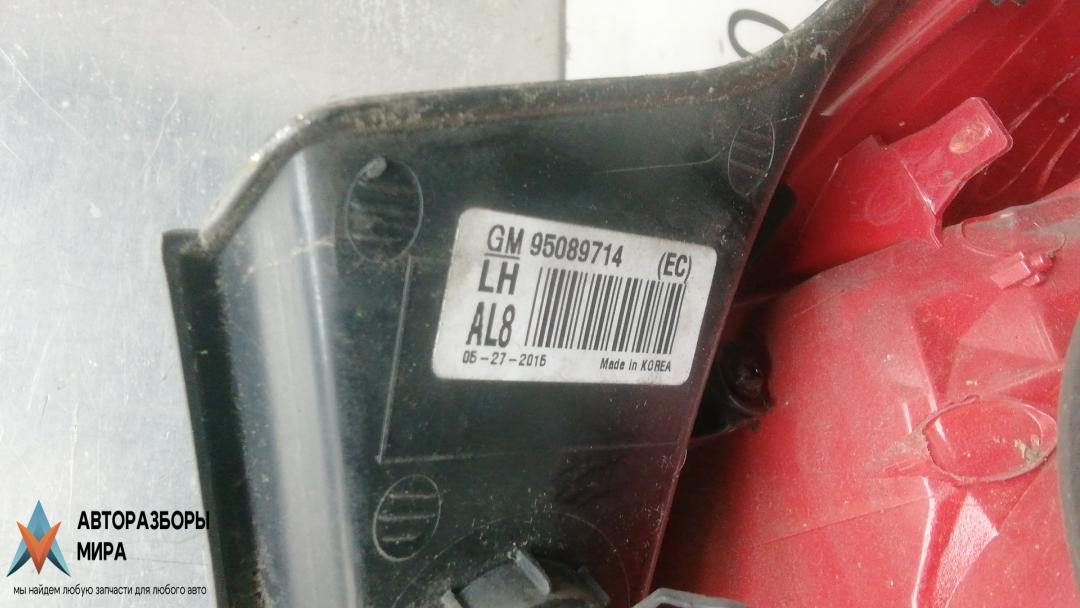 GM 95089714 (EC)
LH
AL8
05-27-2015 Made in KOREA
АВТОРАЗБОРЫ
МИРА
мы найдем любую запчасти для любого авто